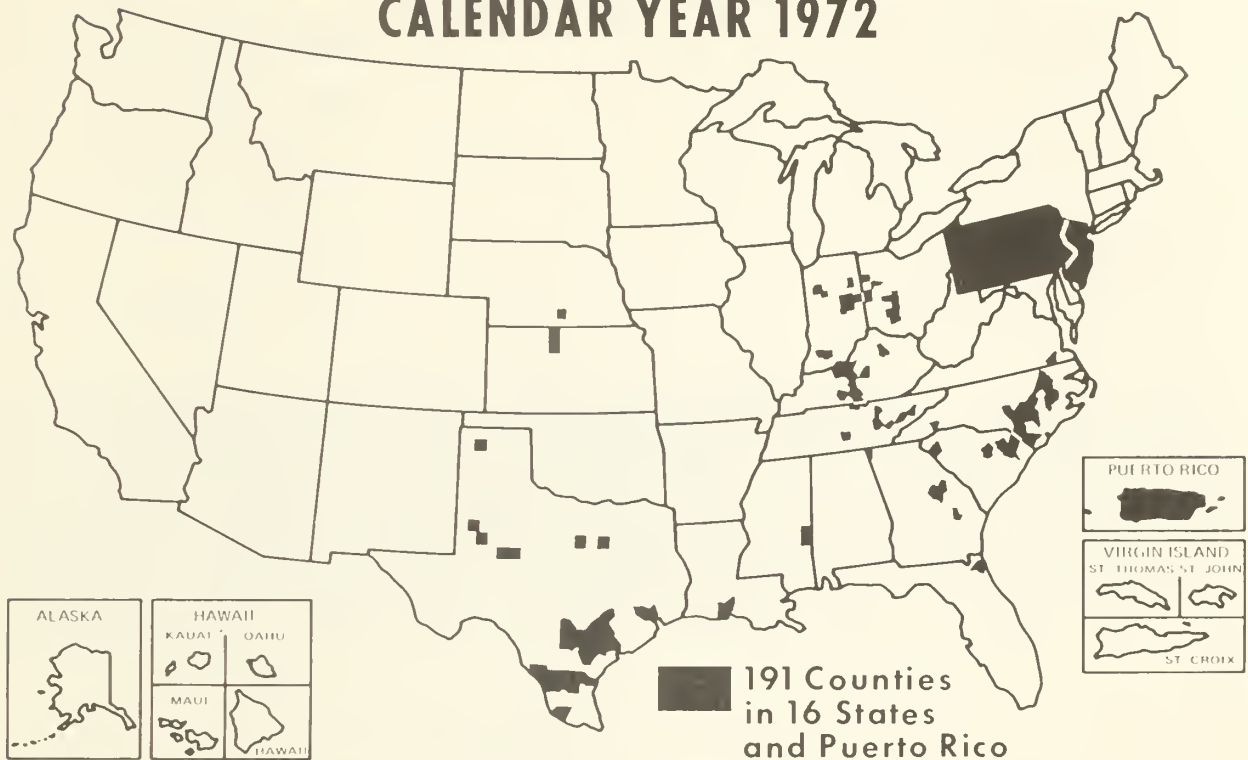 CALENDAR YEAR 1972
PUERTO RICO
VIRGIN ISLAND
ST THOMAS ST JOHN
ST CROIX
ALASKA
HAWAII
KAUAI OAHU
MAUI
HAWAII
191 Counties
in 16 States
and Puerto Rico